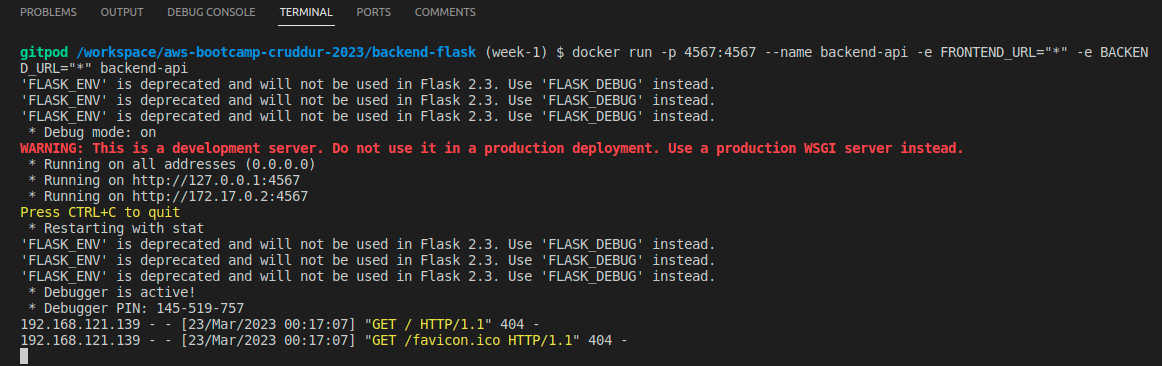 PROBLEMS OUTPUT DEBUG CONSOLE TERMINAL PORTS COMMENTS
gitpod /workspace/aws-bootcamp-cruddur-2023/backend-flask (week-1) $ docker run -p 4567:4567 --name backend-api -e FRONTEND_URL="*" -e BACKEN
D_URL="*" backend-api
'FLASK_ENV' is deprecated and will not be used in Flask 2.3. Use 'FLASK_DEBUG' instead.
'FLASK_ENV' is deprecated and will not be used in Flask 2.3. Use 'FLASK_DEBUG' instead.
'FLASK_ENV' is deprecated and will not be used in Flask 2.3. Use 'FLASK_DEBUG' instead.
 * Debug mode: on
WARNING: This is a development server. Do not use it in a production deployment. Use a production WSGI server instead.
 * Running on all addresses (0.0.0.0)
 * Running on http://127.0.0.1:4567
 * Running on http://172.17.0.2:4567
Press CTRL+C to quit
 * Restarting with stat
'FLASK_ENV' is deprecated and will not be used in Flask 2.3. Use 'FLASK_DEBUG' instead.
'FLASK_ENV' is deprecated and will not be used in Flask 2.3. Use 'FLASK_DEBUG' instead.
'FLASK_ENV' is deprecated and will not be used in Flask 2.3. Use 'FLASK_DEBUG' instead.
 * Debugger is active!
 * Debugger PIN: 145-519-757
192.168.121.139 - - [23/Mar/2023 00:17:07] "GET / HTTP/1.1" 404 -
192.168.121.139 - - [23/Mar/2023 00:17:07] "GET /favicon.ico HTTP/1.1" 404 -